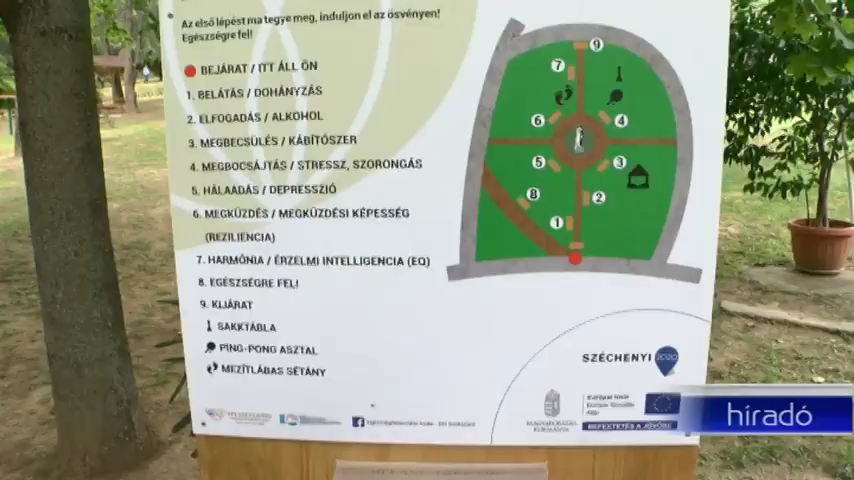 Az első lépést ma tegye meg, induljon el az ösvényen!
Egészségre fel!
BEJÁRAT / ITT ÁLL ÖN
1. BELÁTÁS / DOHÁNYZÁS
2. ELFOGADÁS / ALKOHOL
3. MEGBECSÜLÉS / KÁBÍTÓSZER
4. MEGBOCSÁJTÁS / STRESSZ, SZORONGÁS
5. HÁLAADÁS / DEPRESSZIÓ
6. MEGKÜZDÉS / MEGKÜZDÉSI KÉPESSÉG
(REZILIENCIA)
7. HARMÓNIA / ÉRZELMI INTELLIGENCIA (EQ)
8. EGÉSZSÉGRE FEL!
9. KIJÁRAT
SAKKTÁBLA
PING-PONG ASZTAL
MEZÍTLÁBAS SÉTÁNY
9
7
6
4
5
3
8
2
1
SZÉCHENYI 2020
MAGYARORSZÁG
KORMÁNYA
Európai Unió
BEFEKTETÉS A JÖVŐBE
híradó